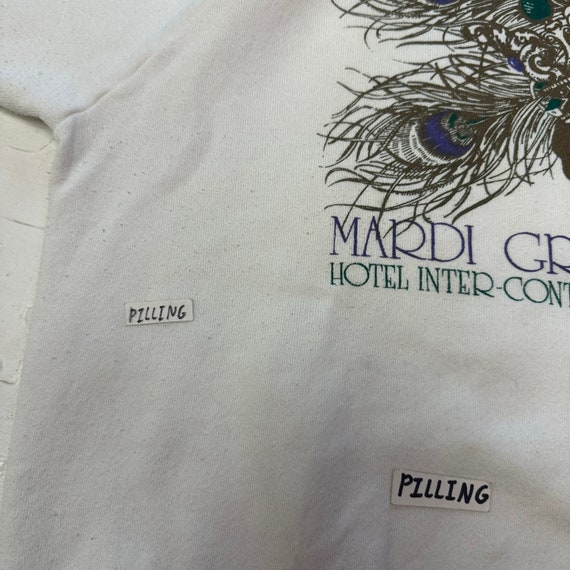 MARDI GR
HOTEL INTER-CONT
PILLING
PILLING